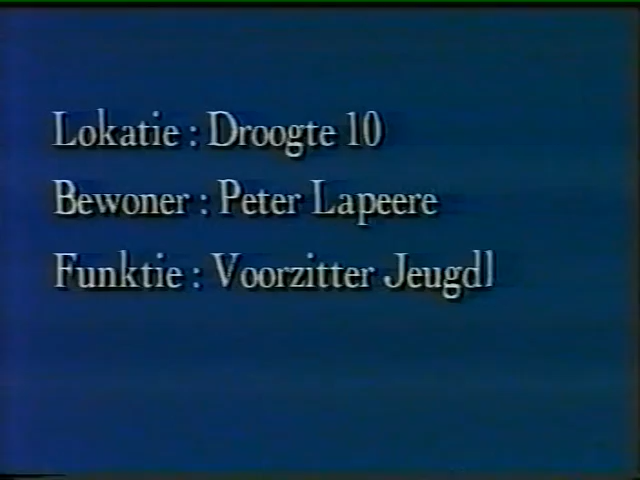 Lokatie : Droogte 10
Bewoner : Peter Lapeere
Funktie : Voorzitter Jeugdl